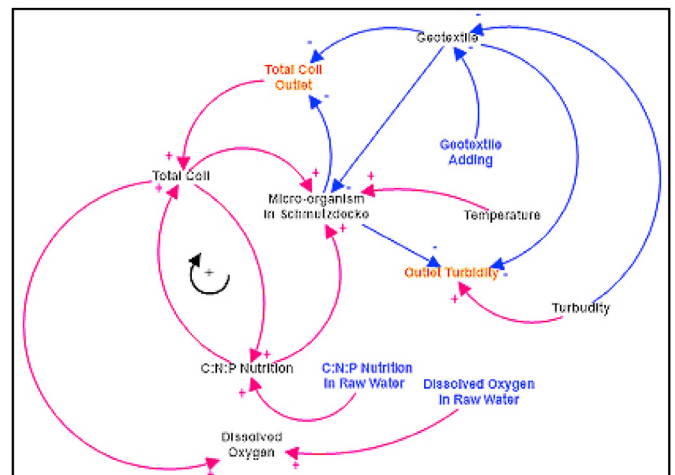 Geotextile
Total Coli
Outlet
Geotextile
Adding
Total Coli
Micro-organism
in Schmutzdecke
Temperature
Outlet Turbidity
Turbudity
C:N:P Nutrition
C:N:P Nutrition
in Raw Water
Dissolved Oxygen
in Raw Water
Dissolved
Oxygen